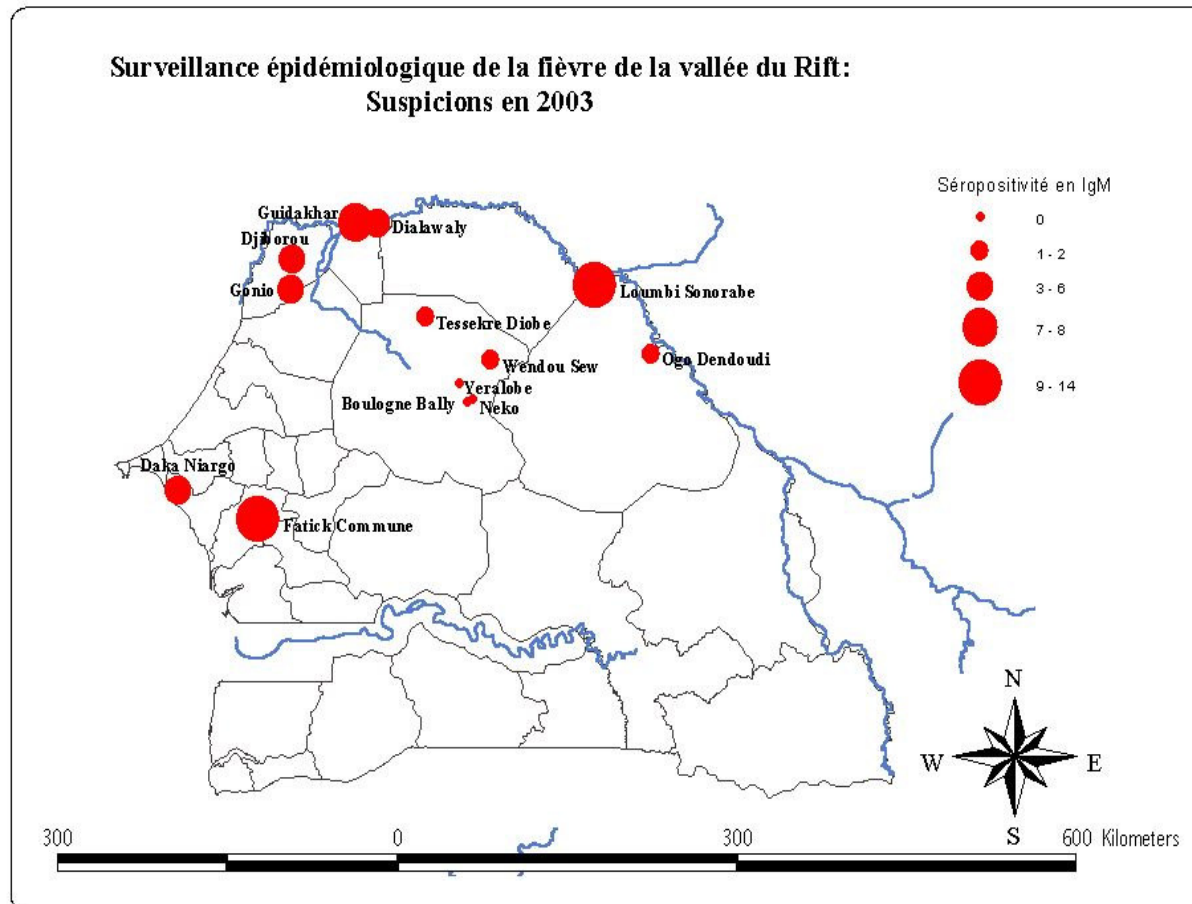 Surveillance épidémiologique de la fièvre de la vallée du Rift:
Suspicions en 2003
Séropositivité en IgM
0
1 - 2
3 - 6
7 - 8
9 - 14
Guidakhar
Dialawaly
Djiborou
Gonio
Loumbi Sonorabe
Tessekre Diobe
Wendou Sew
Ogo Dendoudi
Yeralobe
Boulogne Bally
Neko
Daka Niargo
Fatick Commune
N
W
E
S
300
0
300
600 Kilometers